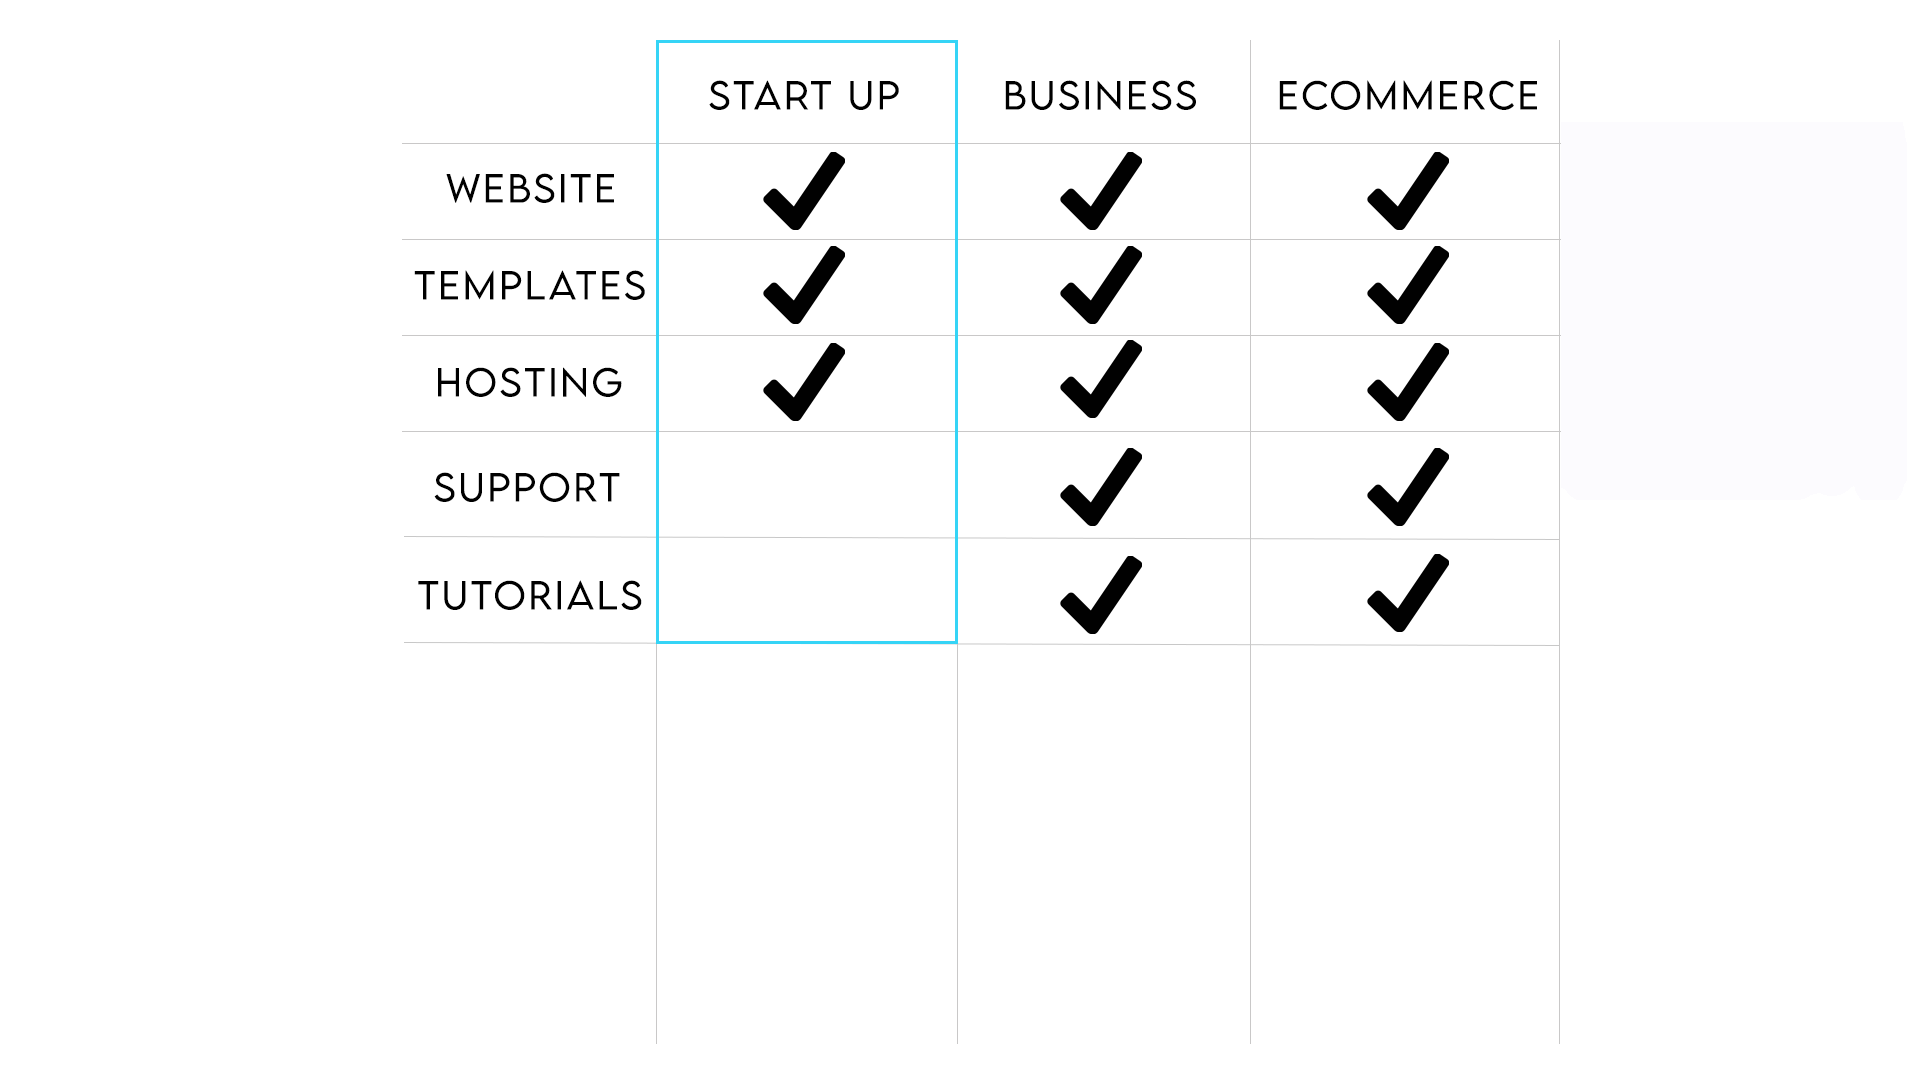 START UP BUSINESS ECOMMERCE
WEBSITE
TEMPLATES
HOSTING
SUPPORT
TUTORIALS